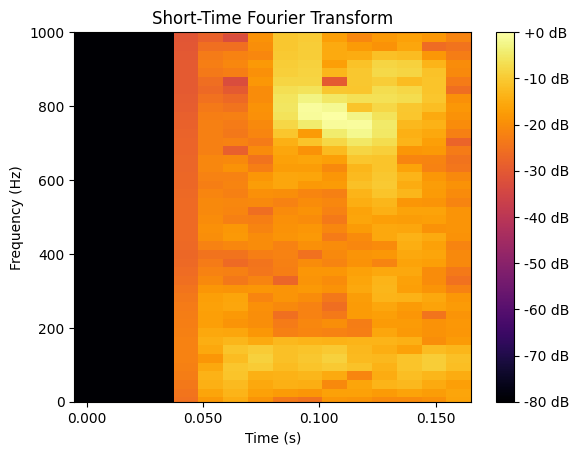 Short-Time Fourier Transform
1000
800
600
400
200
0
Frequency (Hz)
0.000
0.050
0.100
0.150
Time (s)
+0 dB
-10 dB
-20 dB
-30 dB
-40 dB
-50 dB
-60 dB
-70 dB
-80 dB